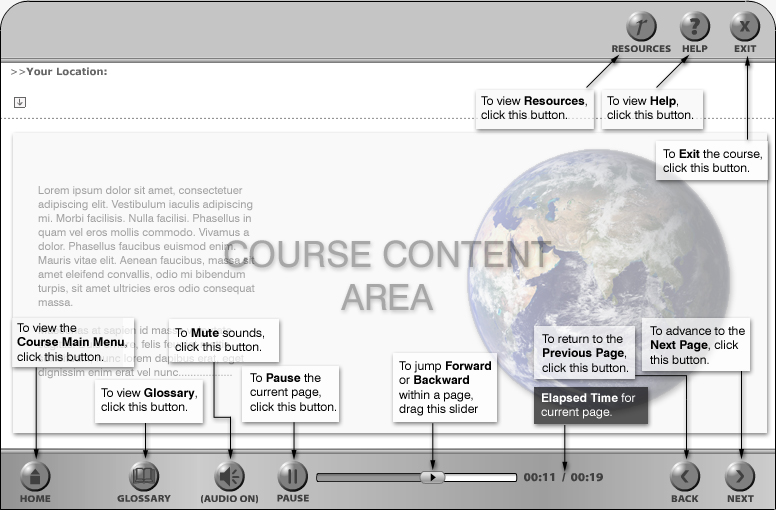 RESOURCES HELP EXIT
>>Your Location:
To view Resources,
click this button.
To view Help,
click this button.
To Exit the course,
click this button.
Lorem ipsum dolor sit amet, consectetuer
adipiscing elit. Vestibulum iaculis adipiscing
mi. Morbi facilisis. Nulla facilisi. Phasellus in
quam vel eros mollis commodo. Vivamus a
dolor. Phasellus faucibus euismod enim.
Mauris vitae elit. Aenean faucibus, massa sit
amet eleifend convallis, odio mi bibendum
turpis, sit amet ultricies eros odio consequat
massa.
COURSE CONTENT
AREA
at sapien id mas
felis f
nunc lorem dapibus erat, eget
dignissim enim erat vel nunc
To view the
Course Main Menu,
click this button.
To Mute sounds,
click this button.
To view Glossary,
click this button.
To Pause the
current page,
click this button.
To jump Forward
or Backward
within a page,
drag this slider
To return to the
Previous Page,
click this button.
Elapsed Time for
current page.
To advance to the
Next Page, click
this button.
00:11 / 00:19
HOME GLOSSARY (AUDIO ON) PAUSE BACK NEXT